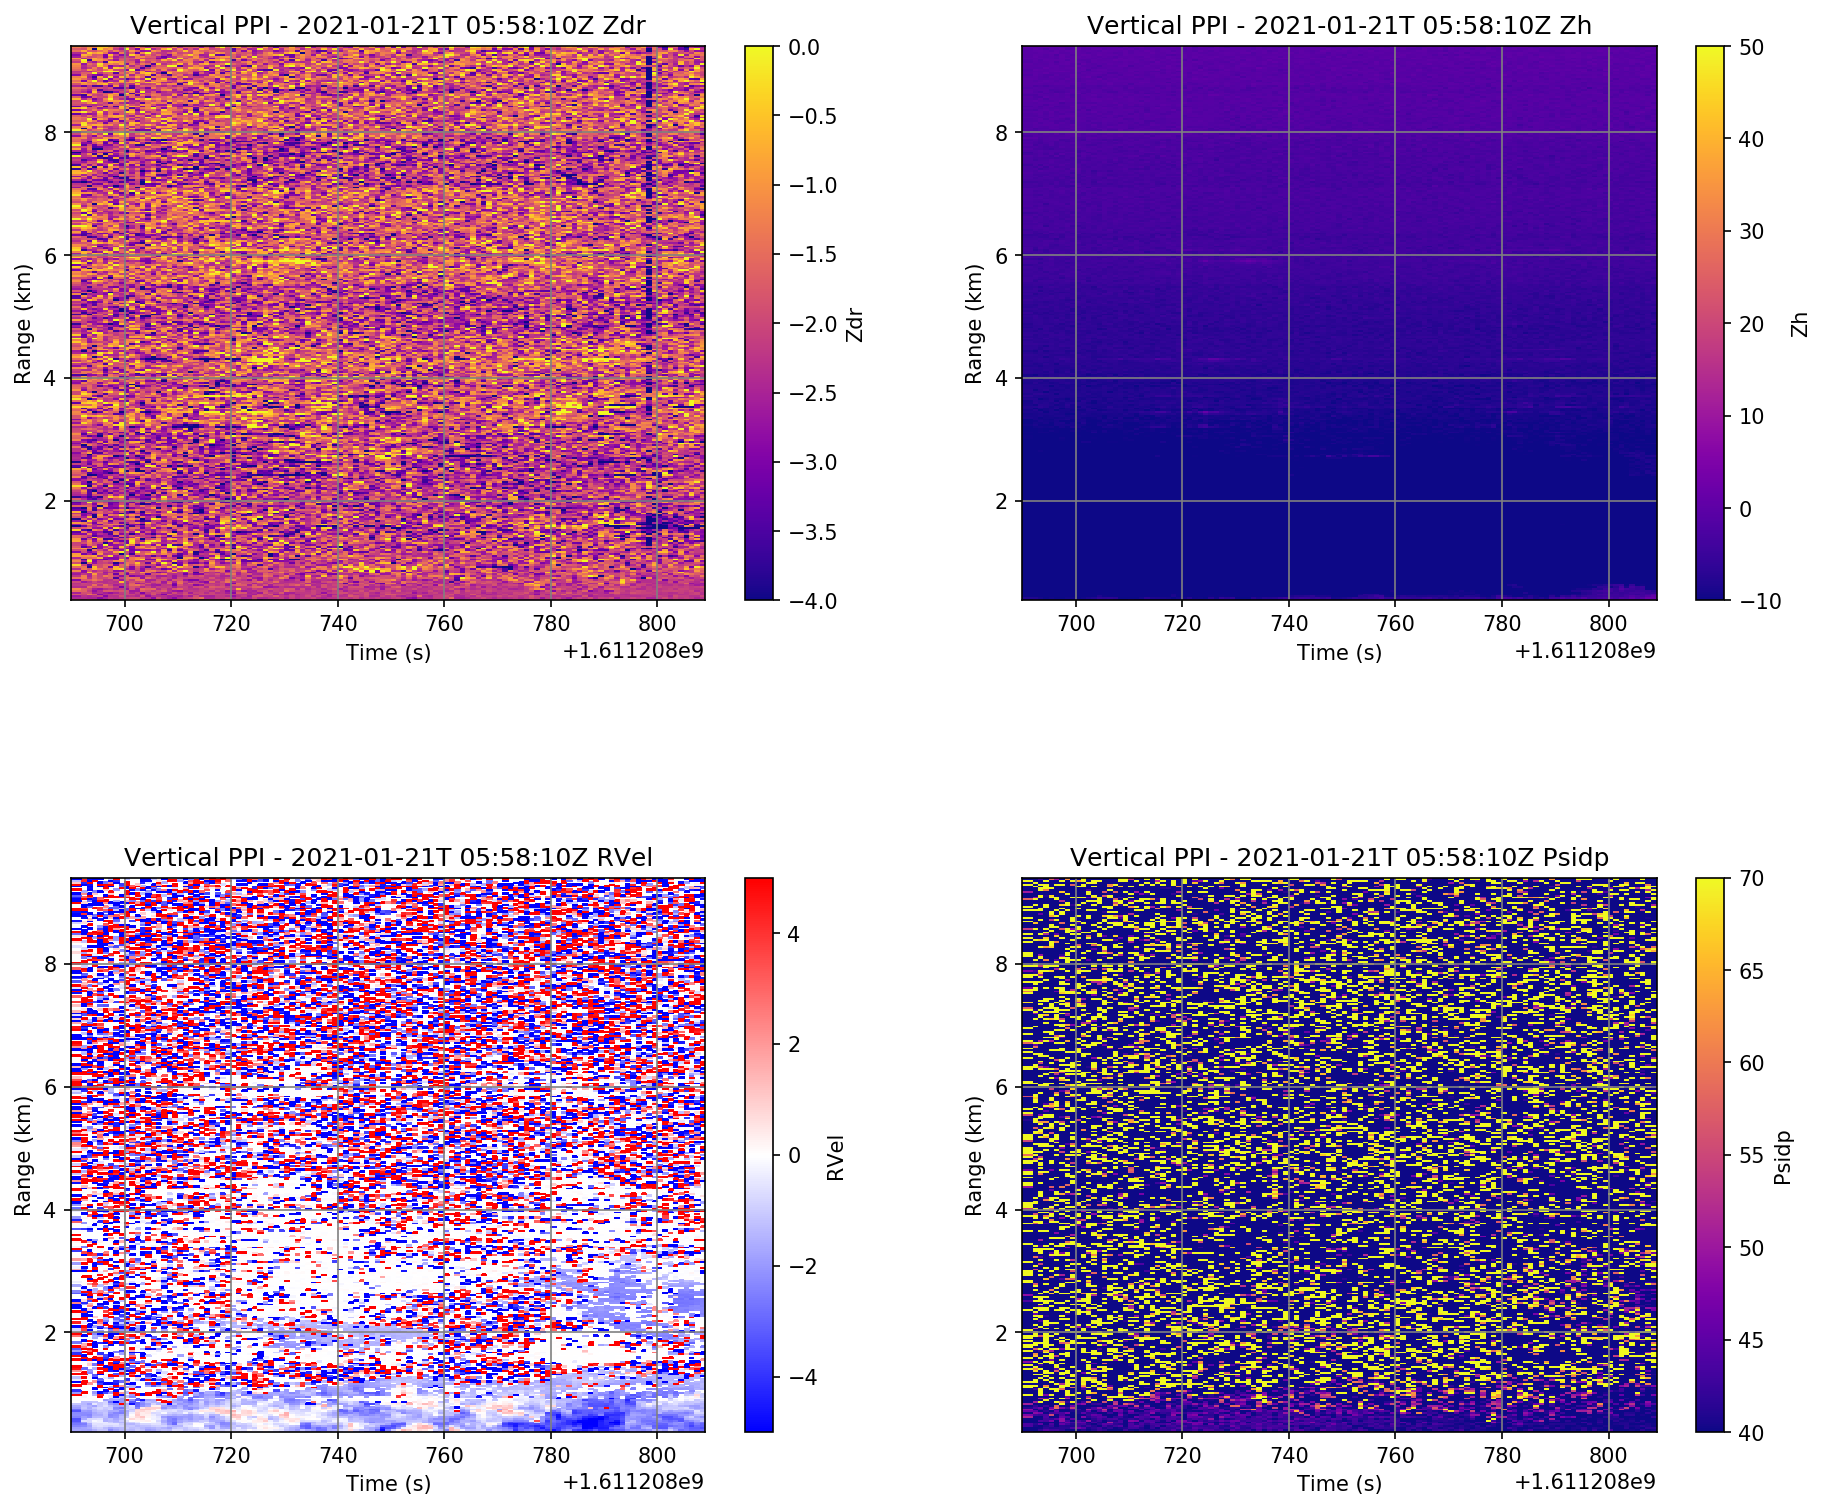 Vertical PPI - 2021-01-21T 05:58:10Z Zdr
Range (km)
8
6
4
2
700 720 740 760 780 800
Time (s)
+1.611208e9
0.0
−0.5
−1.0
−1.5
−2.0
−2.5
−3.0
−3.5
−4.0
Zdr
Vertical PPI - 2021-01-21T 05:58:10Z Zh
Range (km)
8
6
4
2
700 720 740 760 780 800
Time (s)
+1.611208e9
50
40
30
20
10
0
−10
Zh
Vertical PPI - 2021-01-21T 05:58:10Z RVel
Range (km)
8
6
4
2
700 720 740 760 780 800
Time (s)
+1.611208e9
4
2
0
−2
−4
RVel
Vertical PPI - 2021-01-21T 05:58:10Z Psidp
Range (km)
8
6
4
2
700 720 740 760 780 800
Time (s)
+1.611208e9
70
65
60
55
50
45
40
Psidp